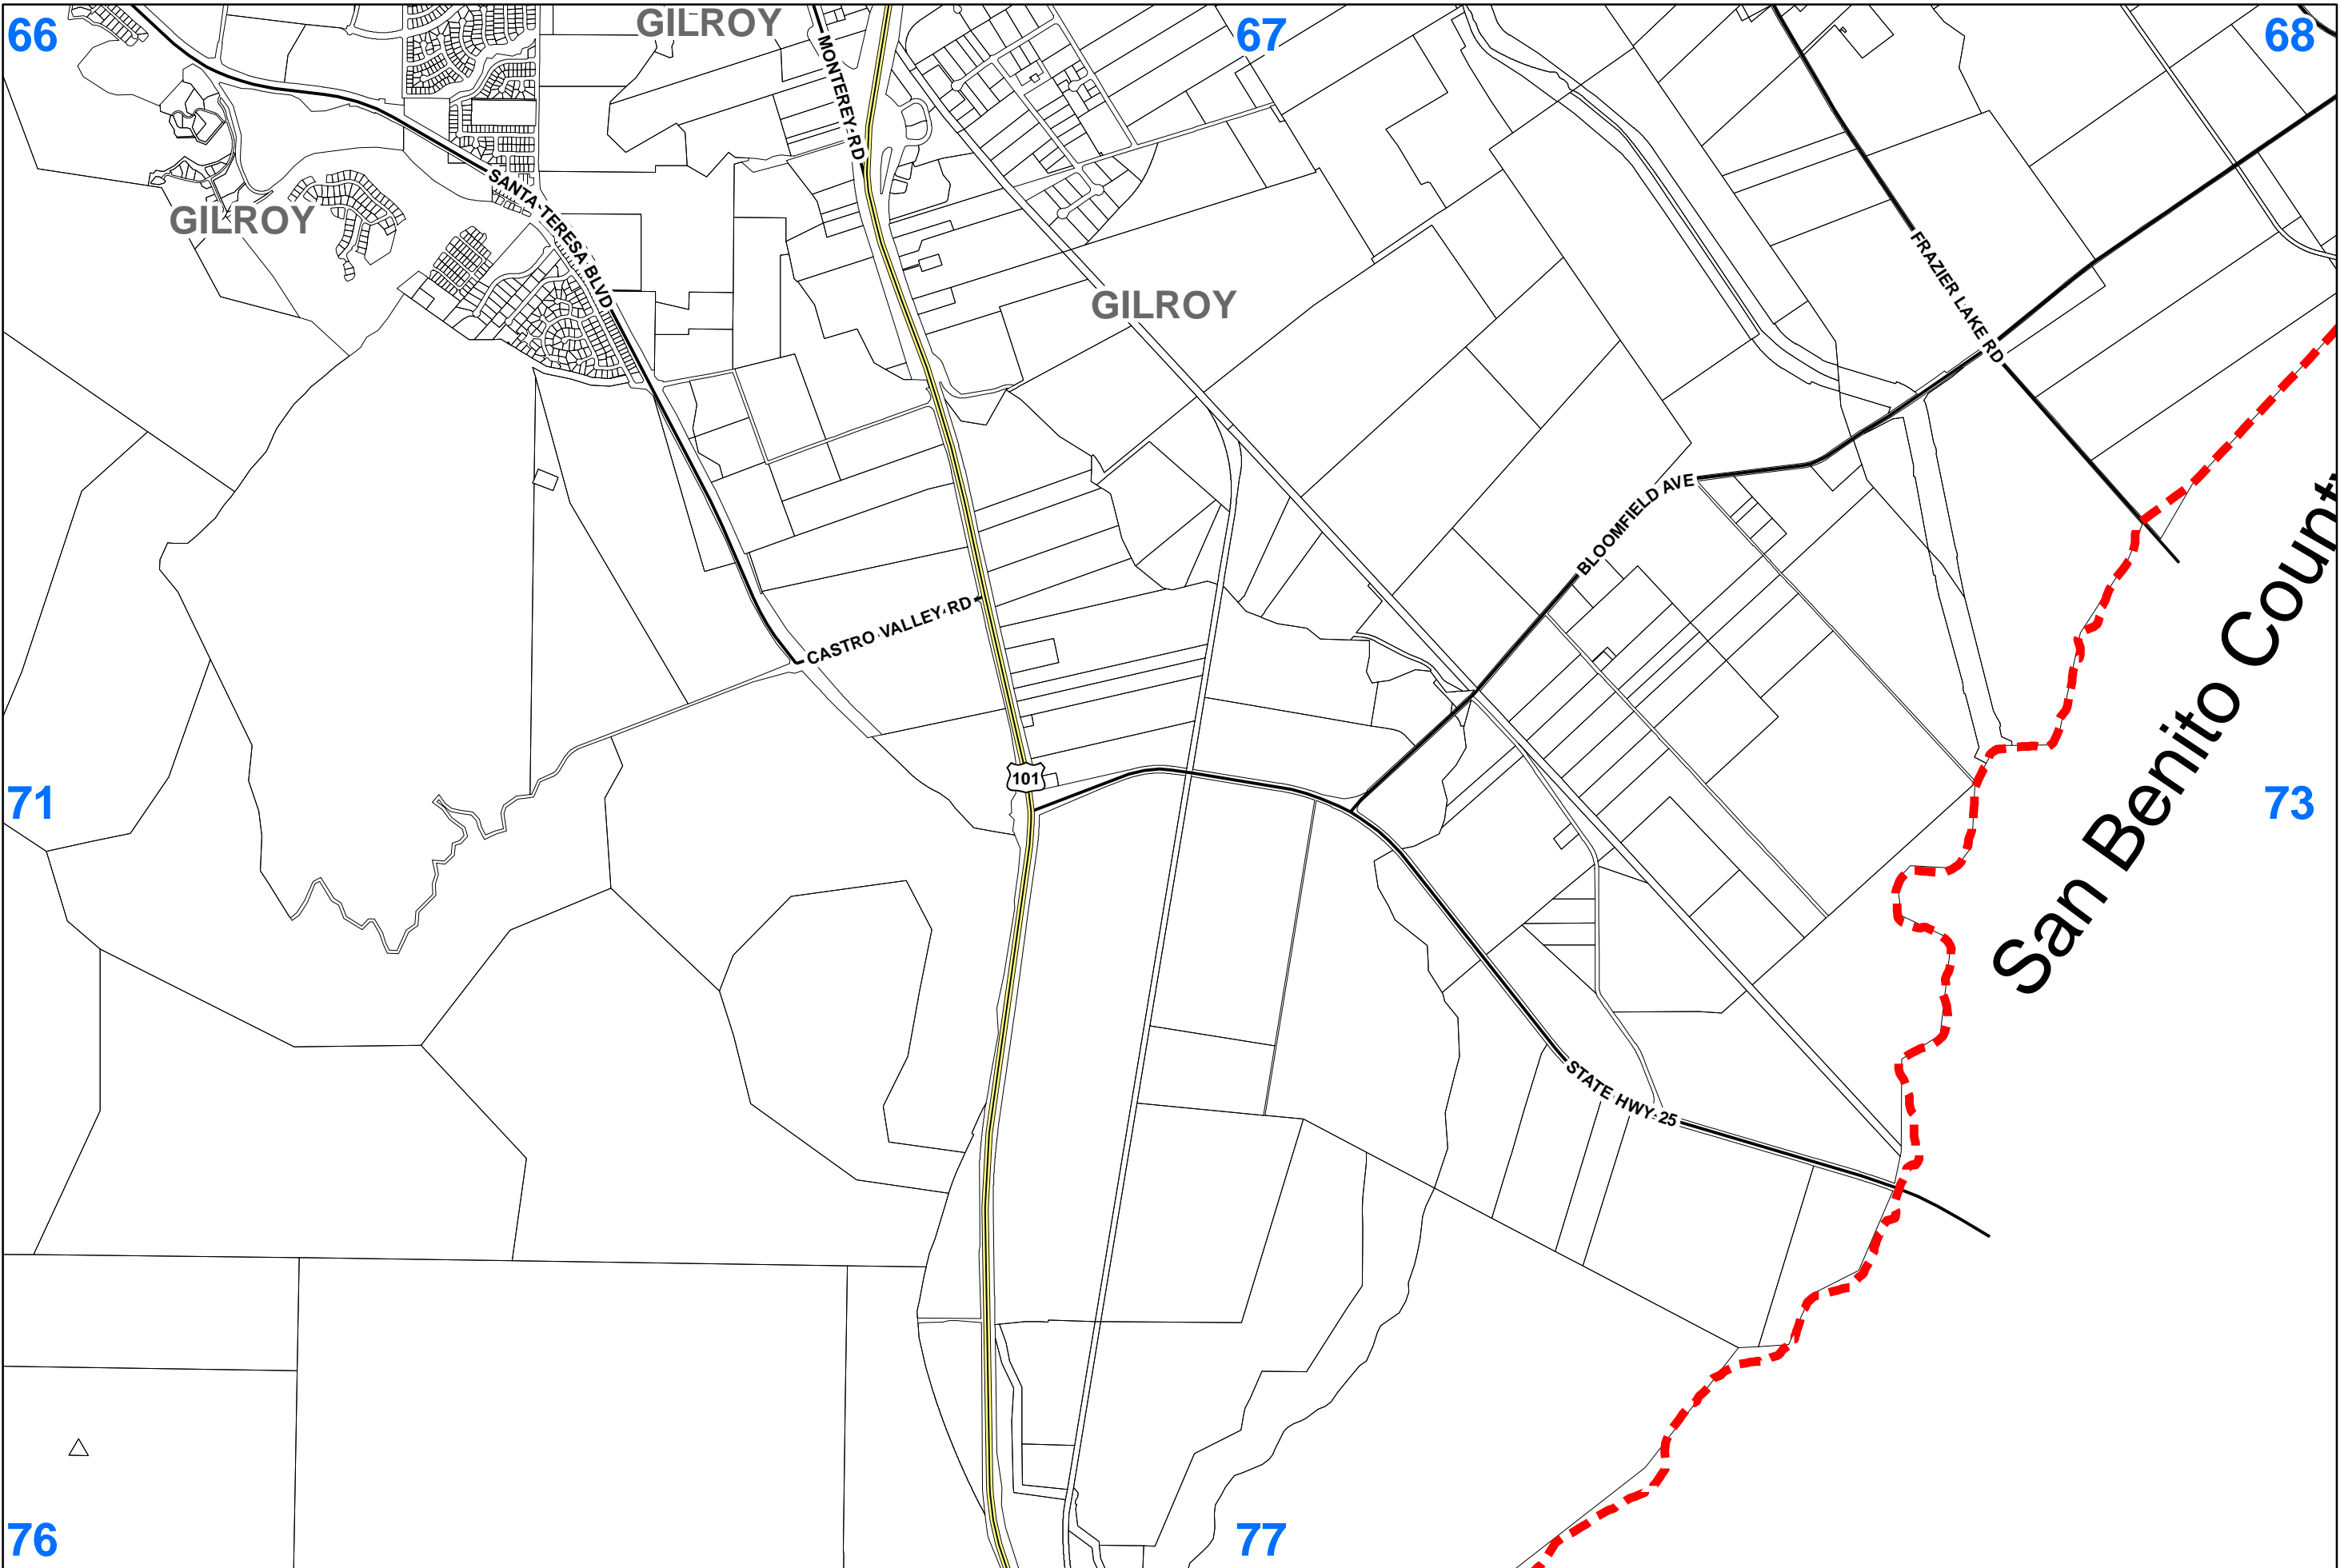 66
GILROY
67
68
MONTEREY RD
SANTA TERESA BLVD
GILROY
GILROY
FRAZIER LAKE RD
BLOOMFIELD AVE
CASTRO VALLEY RD
101
71
73
San Benito Count
STATE HWY 25
76
77